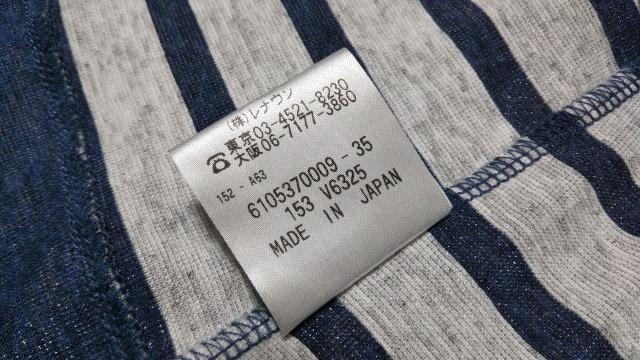 (株)レナウン
☎東京03-4521-8230
大阪06-7177-3860
152 - A53
6105370009 - 35
153 V6325
MADE IN JAPAN